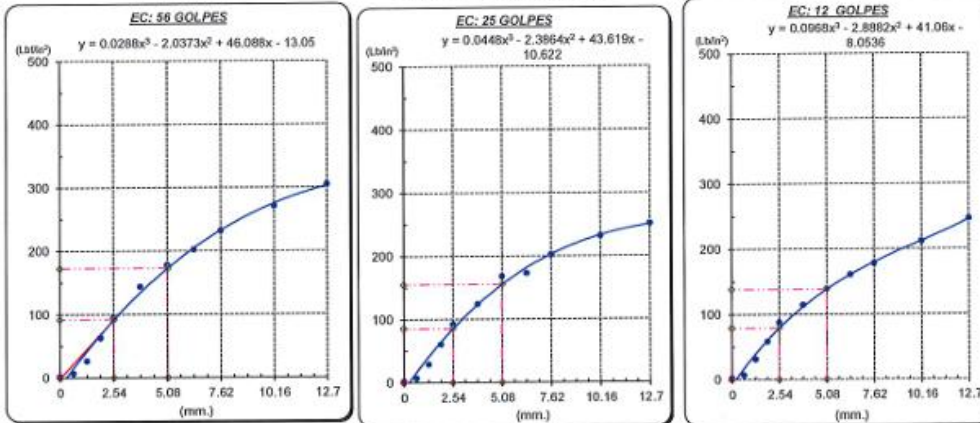 EC: 56 GOLPES
(Lb/in²)
y = 0.0288x³ - 2.0373x² + 46.088x - 13.05
500
400
300
200
100
0
0 2.54 5.08 7.62 10.16 12.7
(mm.)
EC: 25 GOLPES
(Lb/in²)
y = 0.0448x³ - 2.3864x² + 43.619x -
10.622
500
400
300
200
100
0
0 2.54 5.08 7.62 10.16 12.7
(mm.)
EC: 12 GOLPES
(Lb/in²)
y = 0.0968x³ - 2.8882x² + 41.06x -
8.0536
500
400
300
200
100
0
0 2.54 5.08 7.62 10.16 12.7
(mm.)